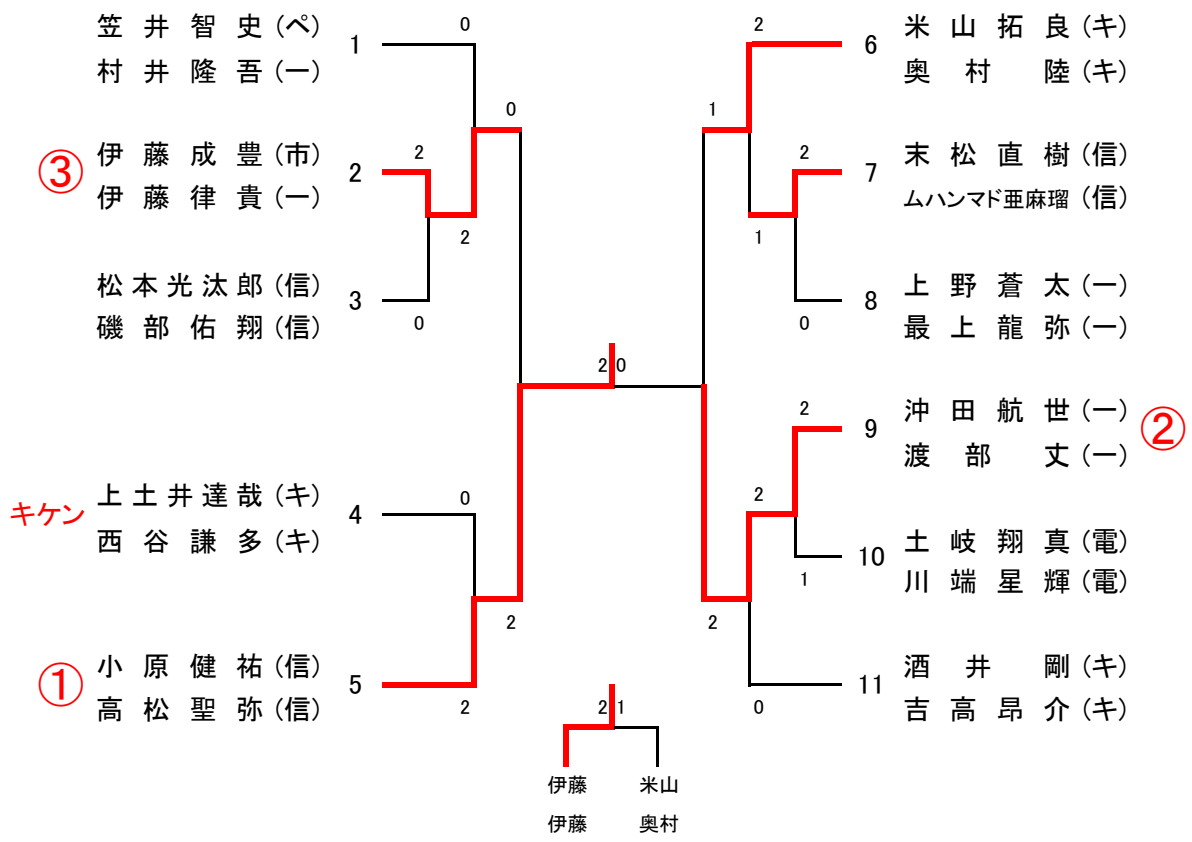 笠井智史(ペ)
1
村井隆吾(一)
0
0
③
伊藤成豊(市)
2
伊藤律貴(一)
2
2
松本光汰郎(信)
3
磯部佑翔(信)
0
キケン
上土井達哉(キ)
4
西谷謙多(キ)
0
2
①
小原健祐(信)
5
高松聖弥(信)
2
2 0
2 1
伊藤 米山
伊藤 奥村
2
6
米山拓良(キ)
奥村陸(キ)
1
2
7
末松直樹(信)
ムハンマド亜麻瑠(信)
1
8
上野蒼太(一)
最上龍弥(一)
0
2
9
沖田航世(一)
渡部丈(一)
②
2
10
土岐翔真(電)
川端星輝(電)
1
2
11
酒井剛(キ)
吉高昂介(キ)
0